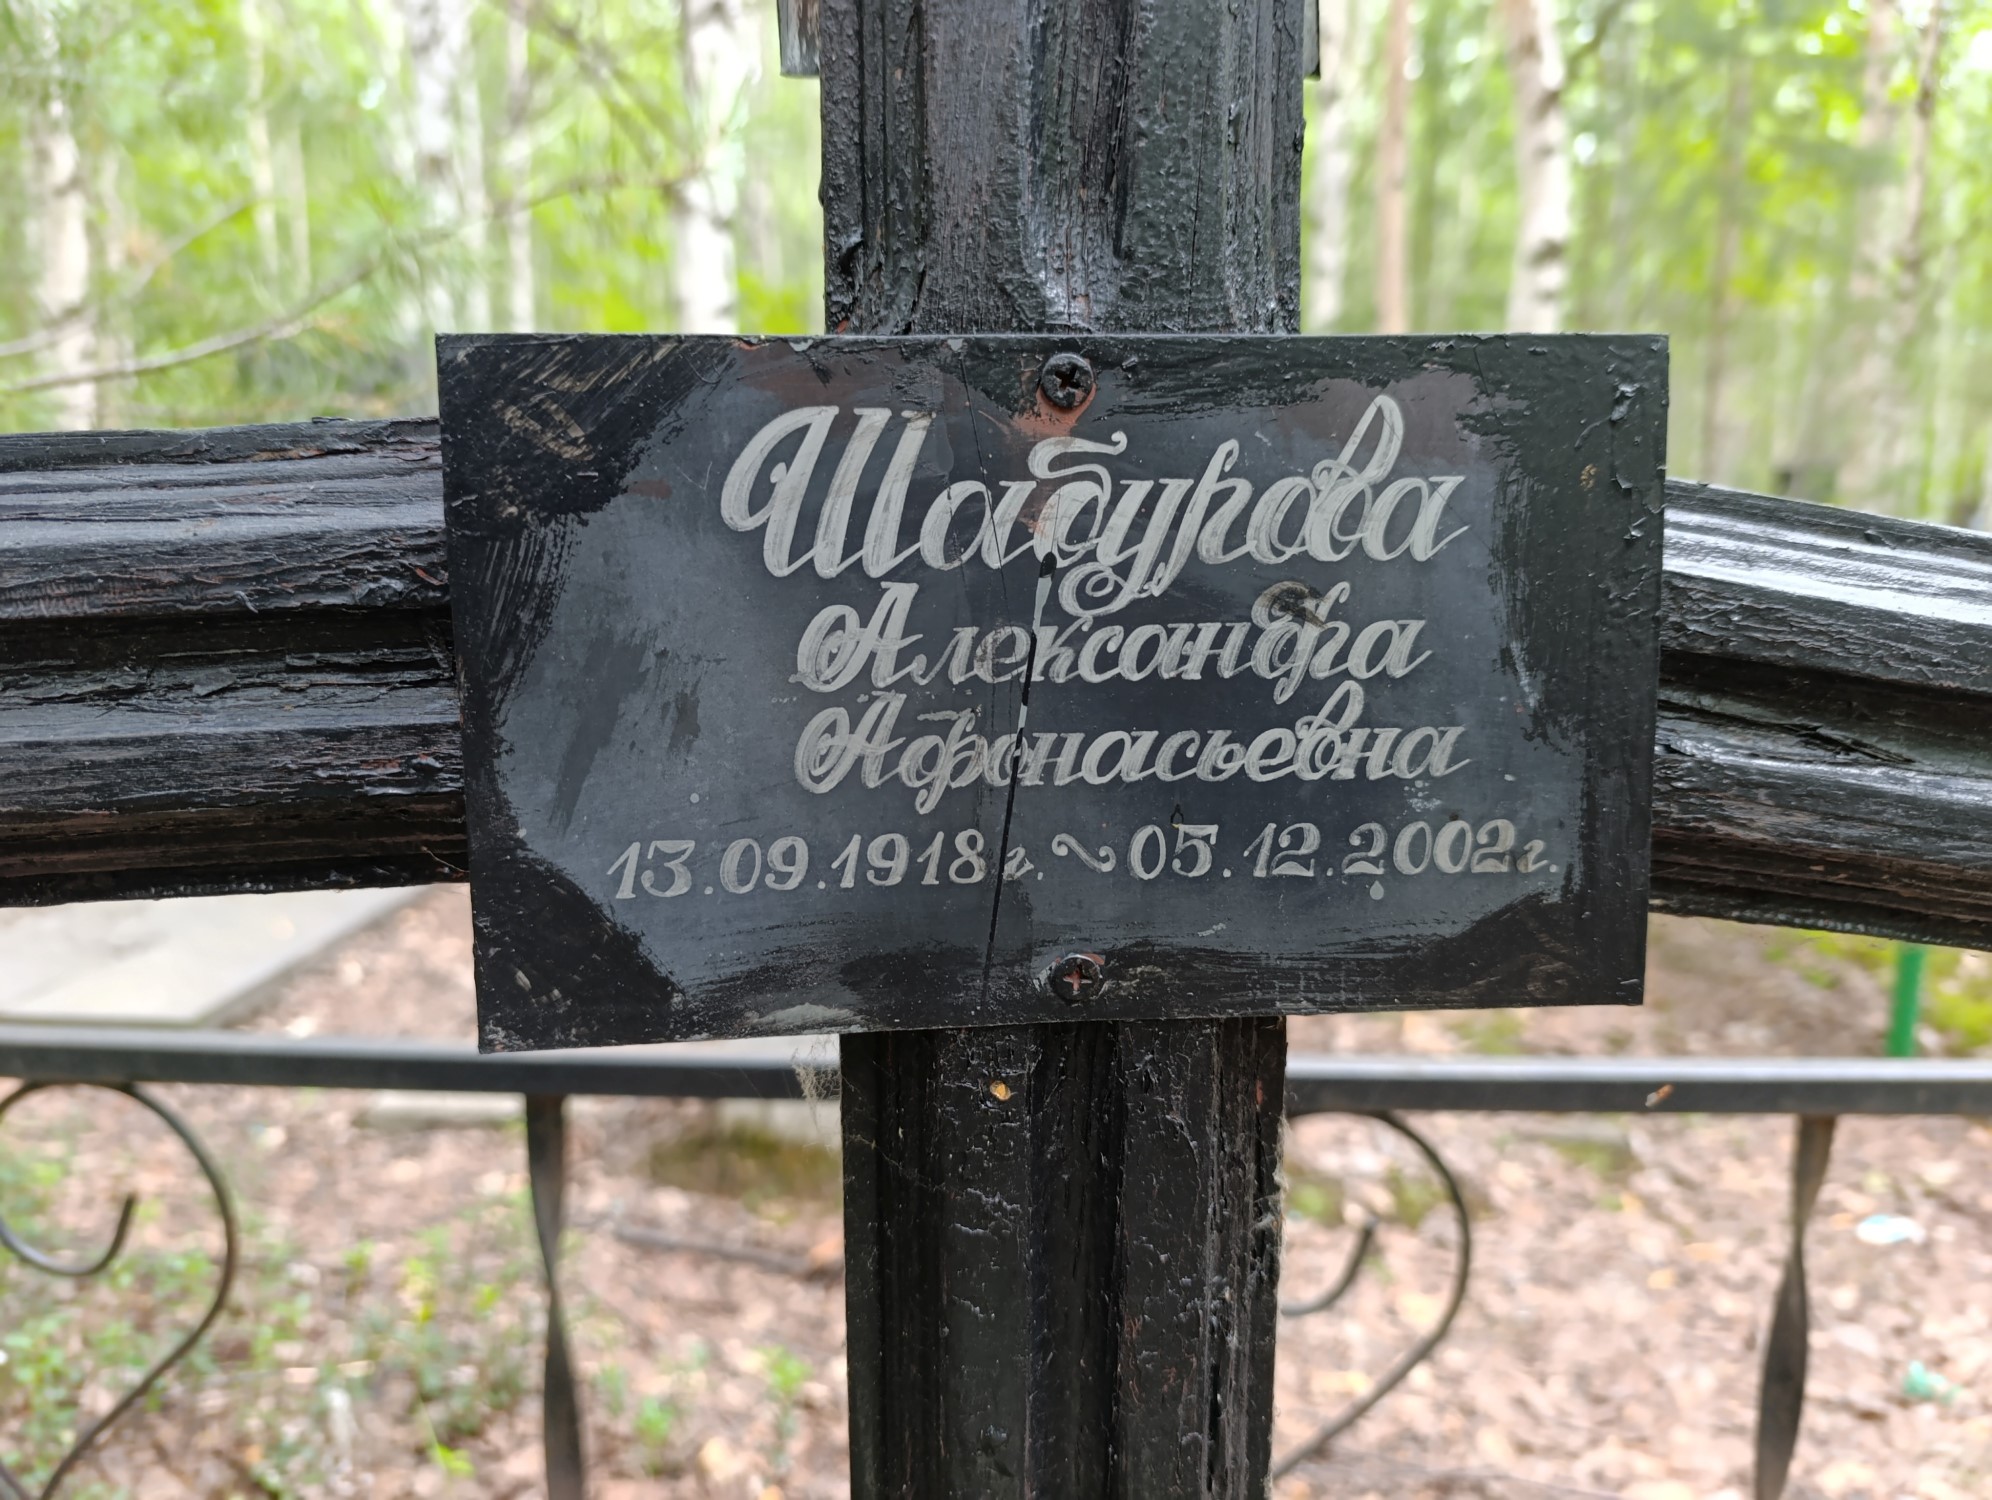 Шабурова
Александра
Афонасьевна
13.09.1918г. ~ 05.12.2002г.